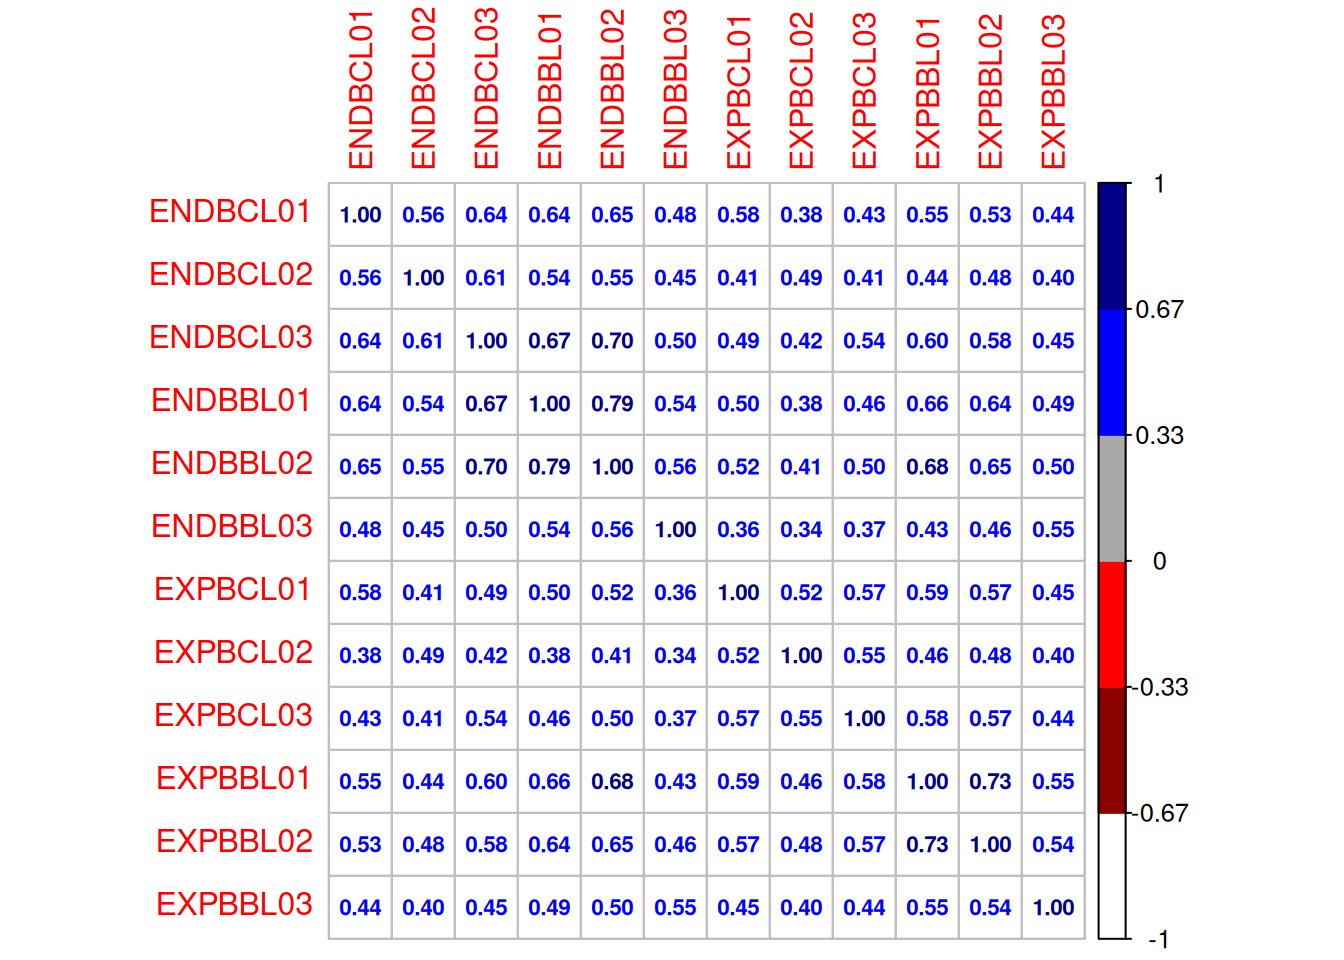 ENDBCL01 ENDBCL02 ENDBCL03 ENDBBL01 ENDBBL02 ENDBBL03 EXPBCL01 EXPBCL02 EXPBCL03 EXPBBL01 EXPBBL02 EXPBBL03
ENDBCL01 1.00 0.56 0.64 0.64 0.65 0.48 0.58 0.38 0.43 0.55 0.53 0.44
ENDBCL02 0.56 1.00 0.61 0.54 0.55 0.45 0.41 0.49 0.41 0.44 0.48 0.40
ENDBCL03 0.64 0.61 1.00 0.67 0.70 0.50 0.49 0.42 0.54 0.60 0.58 0.45
ENDBBL01 0.64 0.54 0.67 1.00 0.79 0.54 0.50 0.38 0.46 0.66 0.64 0.49
ENDBBL02 0.65 0.55 0.70 0.79 1.00 0.56 0.52 0.41 0.50 0.68 0.65 0.50
ENDBBL03 0.48 0.45 0.50 0.54 0.56 1.00 0.36 0.34 0.37 0.43 0.46 0.55
EXPBCL01 0.58 0.41 0.49 0.50 0.52 0.36 1.00 0.52 0.57 0.59 0.57 0.45
EXPBCL02 0.38 0.49 0.42 0.38 0.41 0.34 0.52 1.00 0.55 0.46 0.48 0.40
EXPBCL03 0.43 0.41 0.54 0.46 0.50 0.37 0.57 0.55 1.00 0.58 0.57 0.44
EXPBBL01 0.55 0.44 0.60 0.66 0.68 0.43 0.59 0.46 0.58 1.00 0.73 0.55
EXPBBL02 0.53 0.48 0.58 0.64 0.65 0.46 0.57 0.48 0.57 0.73 1.00 0.54
EXPBBL03 0.44 0.40 0.45 0.49 0.50 0.55 0.45 0.40 0.44 0.55 0.54 1.00
1
0.67
0.33
0
-0.33
-0.67
-1